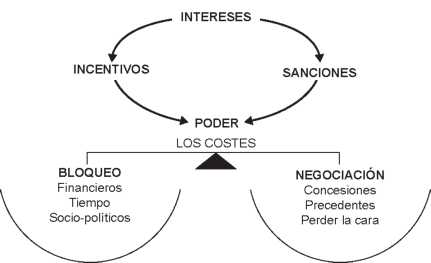 INTERESES
INCENTIVOS
SANCIONES
PODER
LOS COSTES
BLOQUEO
Financieros
Tiempo
Socio-políticos
NEGOCIACIÓN
Concesiones
Precedentes
Perder la cara